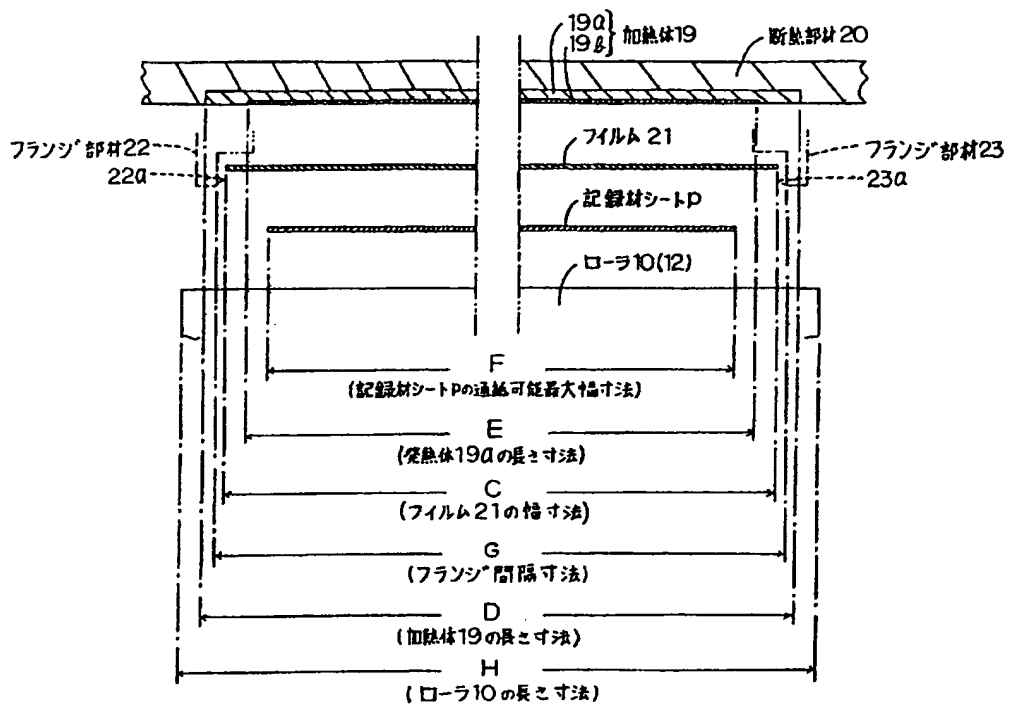 19a
19b
加熱体19
断熱部材20
フランジ部材22
22a
フイルム21
フランジ部材23
23a
記録材シートP
ローラ10(12)
F
(記録材シートPの通紙可能最大幅寸法)
E
(発熱体19aの長さ寸法)
C
(フイルム21の幅寸法)
G
(フランジ間隔寸法)
D
(加熱体19の長さ寸法)
H
(ローラ10の長さ寸法)